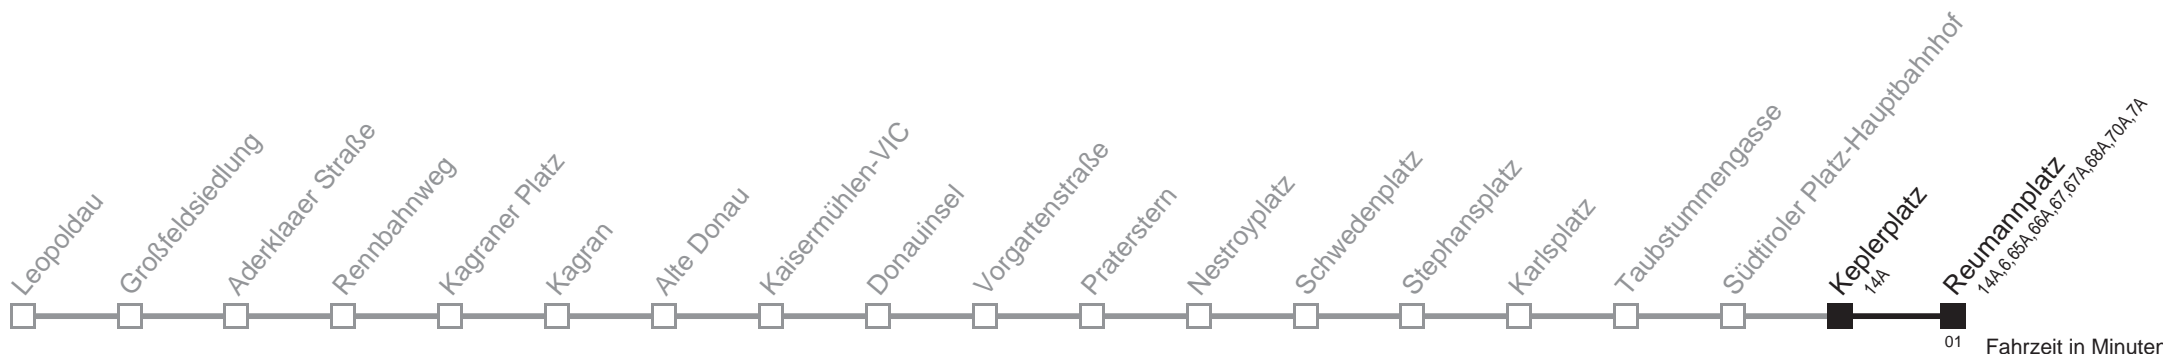 Leopoldau
Großfeldsiedlung
Aderklaaer Straße
Rennbahnweg
Kagraner Platz
Kagran
Alte Donau
Kaisermühlen-VIC
Donauinsel
Vorgartenstraße
Praterstern
Nestroyplatz
Schwedenplatz
Stephansplatz
Karlsplatz
Taubstummengasse
Südtiroler Platz-Hauptbahnhof
Keplerplatz
14A
Reumannplatz
14A,6,65A,66A,67,67A,68A,70A,7A
01
Fahrzeit in Minuten